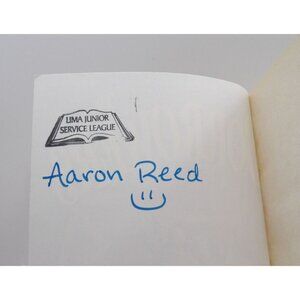 LIMA JUNIOR
SERVICE LEAGUE
Aaron Reed